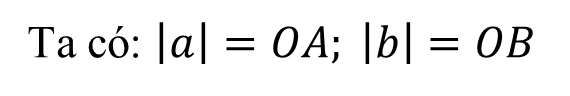 Ta có: |a| = OA; |b| = OB